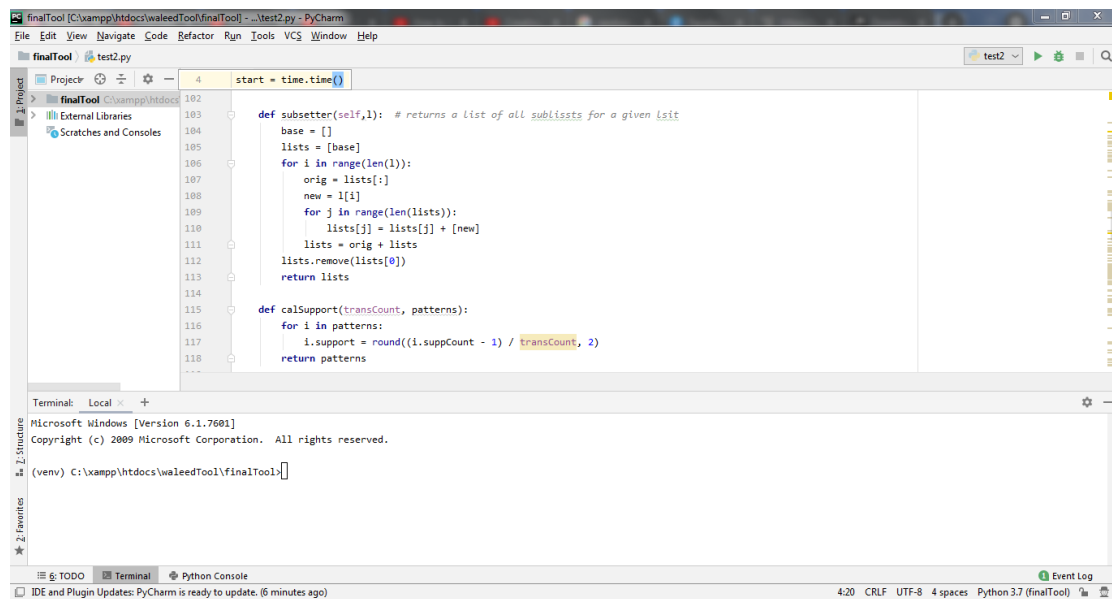 finalTool [C:\xampp\htdocs\waleedTool\finalTool] - ...\test2.py - PyCharm
File Edit View Navigate Code Refactor Run Tools VCS Window Help
finalTool test2.py
test2
1: Project
Project
4 start = time.time()
finalTool C:\xampp\htdocs
External Libraries
Scratches and Consoles
102
103 def subsetter(self,l): # returns a list of all sublissts for a given lsit
104 base = []
105 lists = [base]
106 for i in range(len(l)):
107 orig = lists[:]
108 new = l[i]
109 for j in range(len(lists)):
110 lists[j] = lists[j] + [new]
111 lists = orig + lists
112 lists.remove(lists[0])
113 return lists
114
115 def calSupport(transCount, patterns):
116 for i in patterns:
117 i.support = round((i.suppCount - 1) / transCount, 2)
118 return patterns
Terminal: Local × +
Microsoft Windows [Version 6.1.7601]
Copyright (c) 2009 Microsoft Corporation. All rights reserved.
(venv) C:\xampp\htdocs\waleedTool\finalTool>
7: Structure
2: Favorites
6: TODO Terminal Python Console
1 Event Log
IDE and Plugin Updates: PyCharm is ready to update. (6 minutes ago)
4:20 CRLF UTF-8 4 spaces Python 3.7 (finalTool)